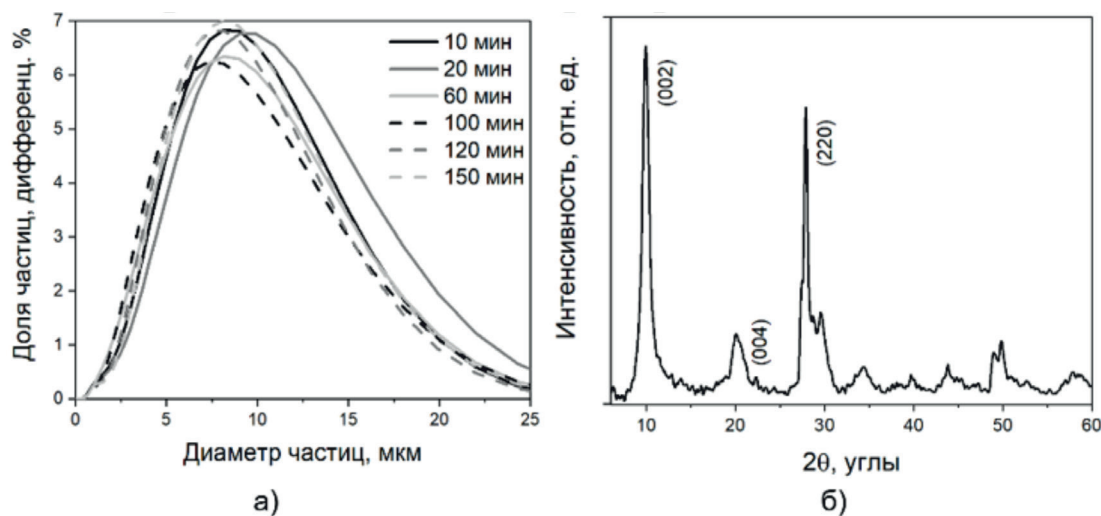 Доля частиц, дифференц. %
7
6
5
4
3
2
1
0
0 5 10 15 20 25
Диаметр частиц, мкм
10 мин
20 мин
60 мин
100 мин
120 мин
150 мин
а)
Интенсивность, отн. ед.
(002)
(004)
(220)
10 20 30 40 50 60
2θ, углы
б)